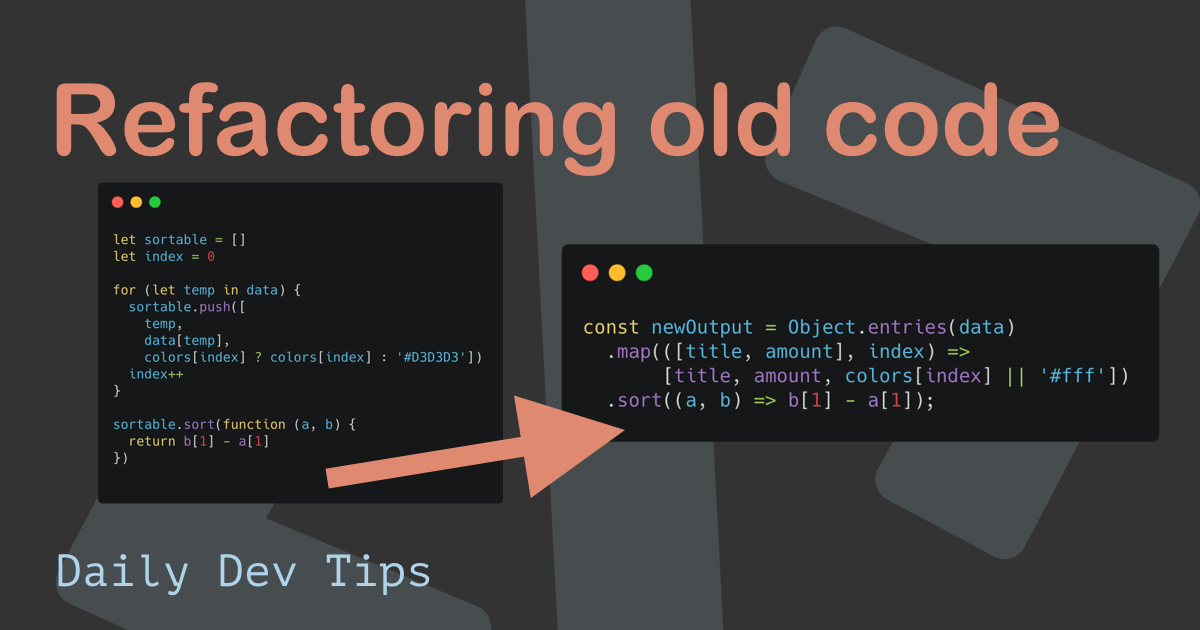 Refactoring old code
let sortable = []
let index = 0
for (let temp in data) {
  sortable.push([
    temp,
    data[temp],
    colors[index] ? colors[index] : '#D3D3D3'])
  index++
}
sortable.sort(function (a, b) {
  return b[1] - a[1]
})
const newOutput = Object.entries(data)
  .map(([title, amount], index) =>
      [title, amount, colors[index] || '#fff'])
  .sort((a, b) => b[1] - a[1]);
Daily Dev Tips